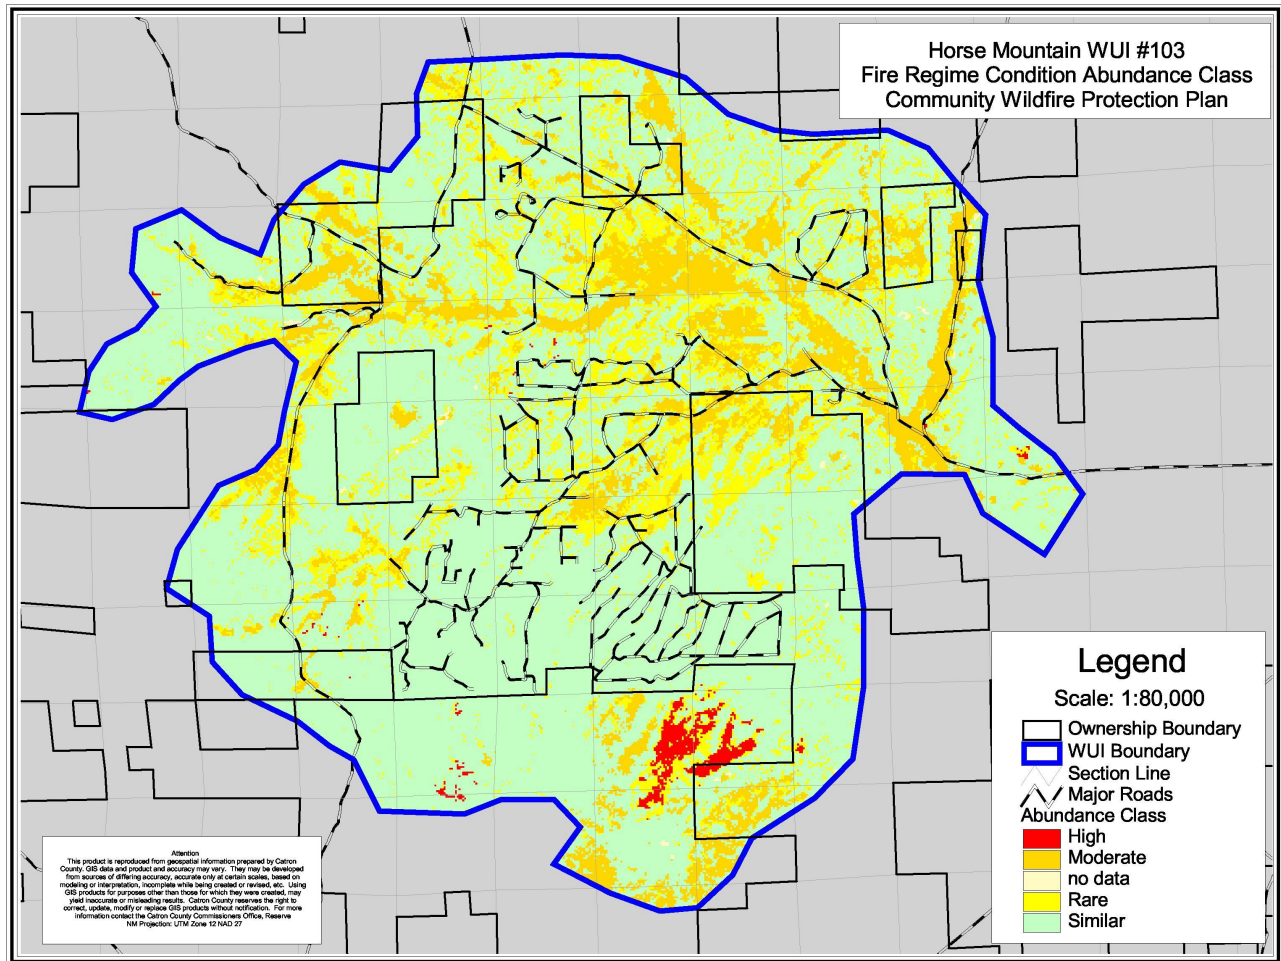 Horse Mountain WUI #103
Fire Regime Condition Abundance Class
Community Wildfire Protection Plan
Legend
Scale: 1:80,000
Ownership Boundary
WUI Boundary
Section Line
Major Roads
Abundance Class
High
Moderate
no data
Rare
Similar
Attention
This product is reproduced from geospatial information prepared by Catron
County. GIS data and product and accuracy may vary. They may be developed
from sources of differing accuracy, accurate only at certain scales, based on
modeling or interpretation, incomplete while being created or revised, etc. Using
GIS products for purposes other than those for which they were created, may
yield inaccurate or misleading results. Catron County reserves the right to
correct, update, modify or replace GIS products without notification. For more
information contact the Catron County Commissioners Office, Reserve
NM Projection: UTM Zone 12 NAD 27